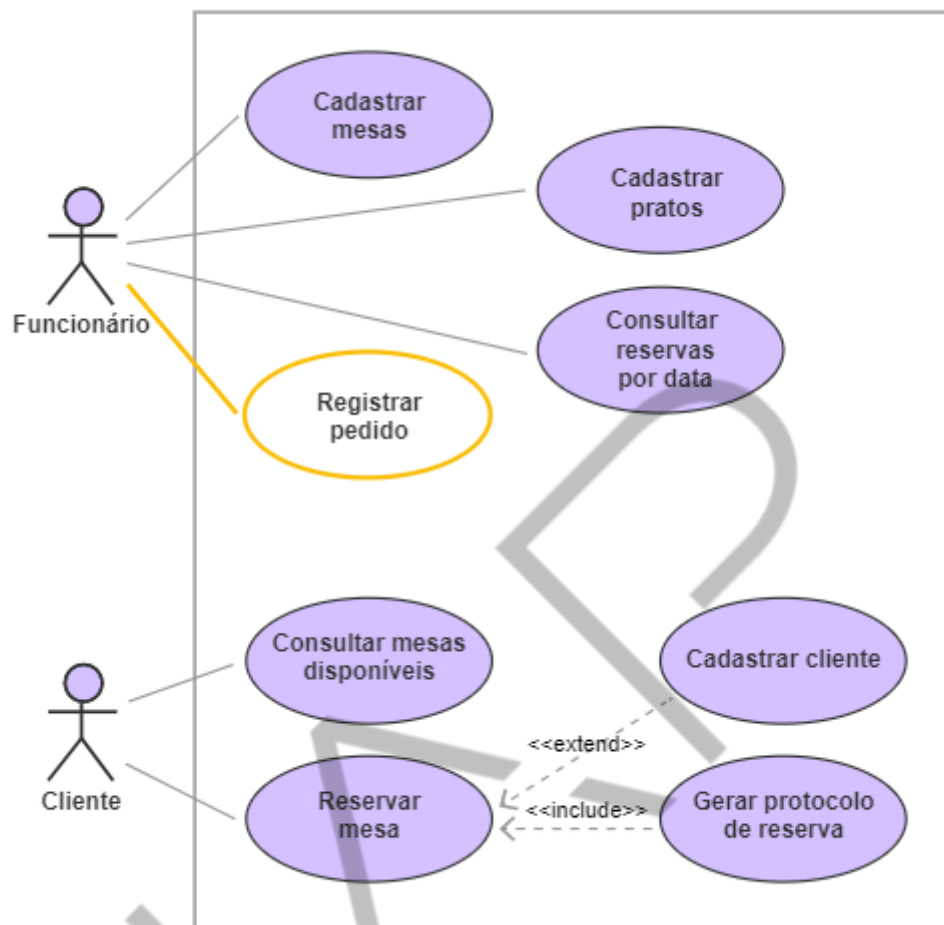 Cadastrar
mesas
Cadastrar
pratos
Funcionário
Consultar
reservas
por data
Registrar
pedido
Consultar mesas
disponíveis
Cadastrar cliente
<<extend>>
Cliente
Reservar
mesa
<<include>>
Gerar protocolo
de reserva